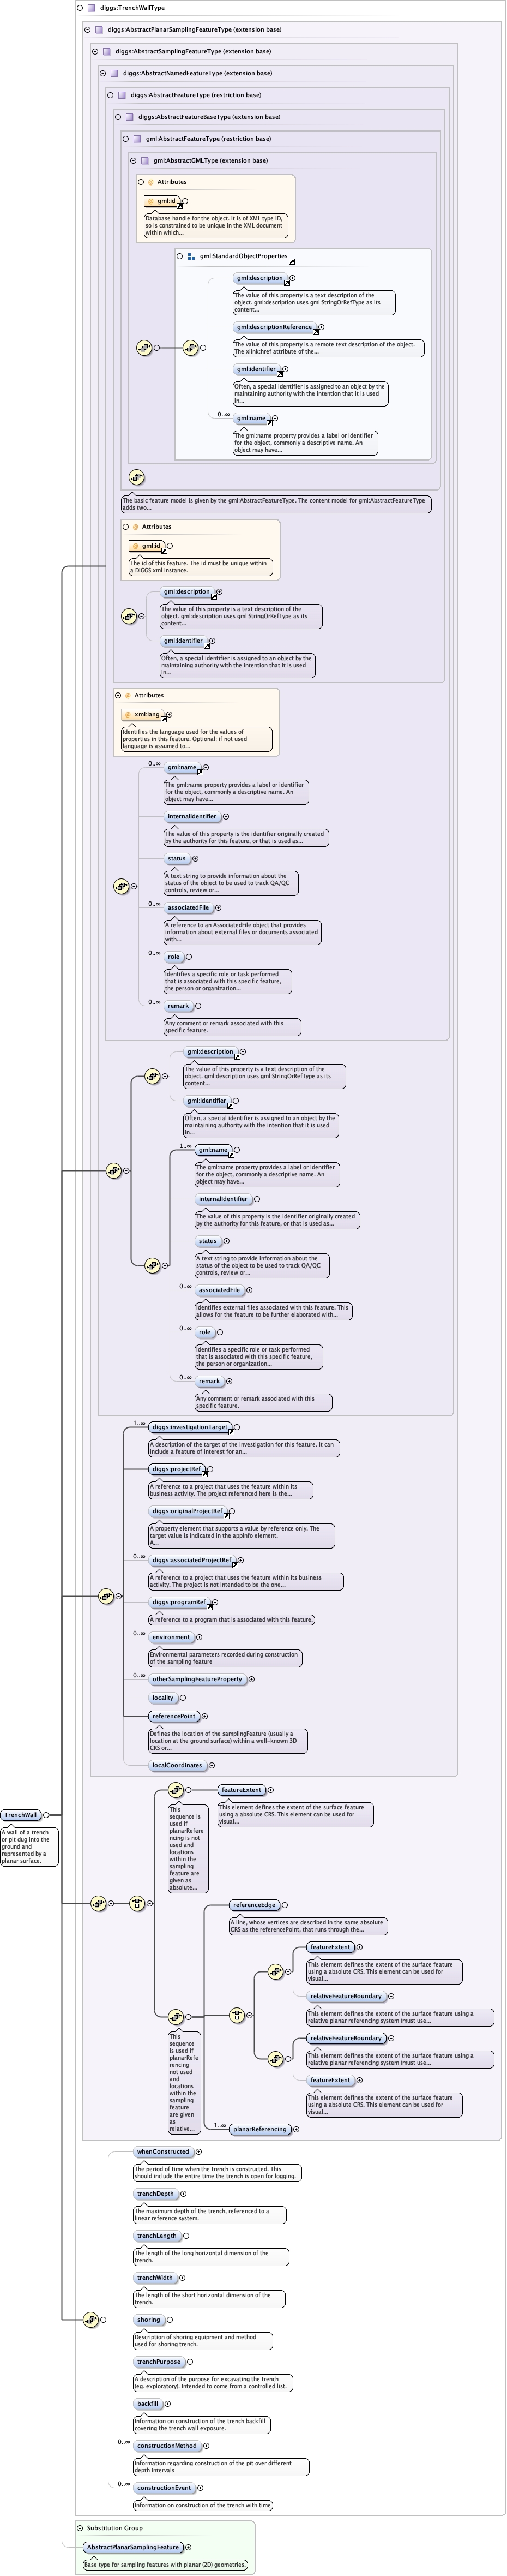 diggs:TrenchWallType
diggs:AbstractPlanarSamplingFeatureType (extension base)
diggs:AbstractSamplingFeatureType (extension base)
diggs:AbstractNamedFeatureType (extension base)
diggs:AbstractFeatureType (restriction base)
diggs:AbstractFeatureBaseType (extension base)
gml:AbstractFeatureType (restriction base)
gml:AbstractGMLType (extension base)
@ Attributes
gml:id
Database handle for the object. It is of XML type ID,
so is constrained to be unique in the XML document
within which...
gml:StandardObjectProperties
gml:description
The value of this property is a text description of the
object. gml:description uses gml:StringOrRefType as its
content...
gml:descriptionReference
The value of this property is a remote text description of the object.
The xlink:href attribute of the...
gml:identifier
Often, a special identifier is assigned to an object by the
maintaining authority with the intention that it is used
in...
0..∞
gml:name
The gml:name property provides a label or identifier
for the object, commonly a descriptive name. An
object may have...
The basic feature model is given by the gml:AbstractFeatureType. The content model for gml:AbstractFeatureType
adds two...
@ Attributes
@ gml:id
The id of this feature. The id must be unique within
a DIGGS xml instance.
gml:description
The value of this property is a text description of the
object. gml:description uses gml:StringOrRefType as its
content...
gml:identifier
Often, a special identifier is assigned to an object by the
maintaining authority with the intention that it is used
in...
@ Attributes
@ xml:lang
Identifies the language used for the values of
properties in this feature. Optional; if not used
language is assumed to...
0..∞
gml:name
The gml:name property provides a label or identifier
for the object, commonly a descriptive name. An
object may have...
internalIdentifier
The value of this property is the identifier originally created
by the authority for this feature, or that is used as...
status
A text string to provide information about the
status of the object to be used to track QA/QC
controls, review or...
0..∞
associatedFile
A reference to an AssociatedFile object that provides
information about external files or documents associated
with...
0..∞
role
Identifies a specific role or task performed
that is associated with this specific feature,
the person or organization...
0..∞
remark
Any comment or remark associated with this
specific feature.
gml:description
The value of this property is a text description of the
object. gml:description uses gml:StringOrRefType as its
content...
gml:identifier
Often, a special identifier is assigned to an object by the
maintaining authority with the intention that it is used
in...
1..∞
gml:name
The gml:name property provides a label or identifier
for the object, commonly a descriptive name. An
object may have...
internalIdentifier
The value of this property is the identifier originally created
by the authority for this feature, or that is used as...
status
A text string to provide information about the
status of the object to be used to track QA/QC
controls, review or...
0..∞
associatedFile
Identifies external files associated with this feature. This
allows for the feature to be further elaborated with...
0..∞
role
Identifies a specific role or task performed
that is associated with this specific feature,
the person or organization...
0..∞
remark
Any comment or remark associated with this
specific feature.
1..∞
diggs:investigationTarget
A description of the target of the investigation for this feature. It can
include a feature of interest for an...
diggs:projectRef
A reference to a project that uses the feature within its
business activity. The project referenced here is the...
diggs:originalProjectRef
A property element that supports a value by reference only. The
target value is indicated in the appinfo element.
A...
0..∞
diggs:associatedProjectRef
A reference to a project that uses the feature within its business
activity. The project is not intended to be the one...
diggs:programRef
A reference to a program that is associated with this feature.
0..∞
environment
Environmental parameters recorded during construction
of the sampling feature
0..∞
otherSamplingFeatureProperty
locality
referencePoint
Defines the location of the samplingFeature (usually a
location at the ground surface) within a well-known 3D
CRS or...
localCoordinates
TrenchWall
A wall of a trench
or pit dug into the
ground and
represented by a
planar surface.
This
sequence is
used if
planarRefere
ncing is not
used and
locations
within the
sampling
feature are
given as
absolute...
featureExtent
This element defines the extent of the surface feature
using a absolute CRS. This element can be used for
visual...
This
sequence
is used if
planarRefe
rencing
not used
and
locations
within the
sampling
feature
are given
as
relative...
referenceEdge
A line, whose vertices are described in the same absolute
CRS as the referencePoint, that runs through the...
featureExtent
This element defines the extent of the surface feature
using a absolute CRS. This element can be used for
visual...
relativeFeatureBoundary
This element defines the extent of the surface feature using a
relative planar referencing system (must use...
relativeFeatureBoundary
This element defines the extent of the surface feature using a
relative planar referencing system (must use...
featureExtent
This element defines the extent of the surface feature
using a absolute CRS. This element can be used for
visual...
1..∞
planarReferencing
whenConstructed
The period of time when the trench is constructed. This
should include the entire time the trench is open for logging.
trenchDepth
The maximum depth of the trench, referenced to a
linear reference system.
trenchLength
The length of the long horizontal dimension of the
trench.
trenchWidth
The length of the short horizontal dimension of the
trench.
shoring
Description of shoring equipment and method
used for shoring trench.
trenchPurpose
A description of the purpose for excavating the trench
(eg. exploratory). Intended to come from a controlled list.
backfill
Information on construction of the trench backfill
covering the trench wall exposure.
0..∞
constructionMethod
Information regarding construction of the pit over different
depth intervals
0..∞
constructionEvent
Information on construction of the trench with time
Substitution Group
AbstractPlanarSamplingFeature
Base type for sampling features with planar (2D) geometries.